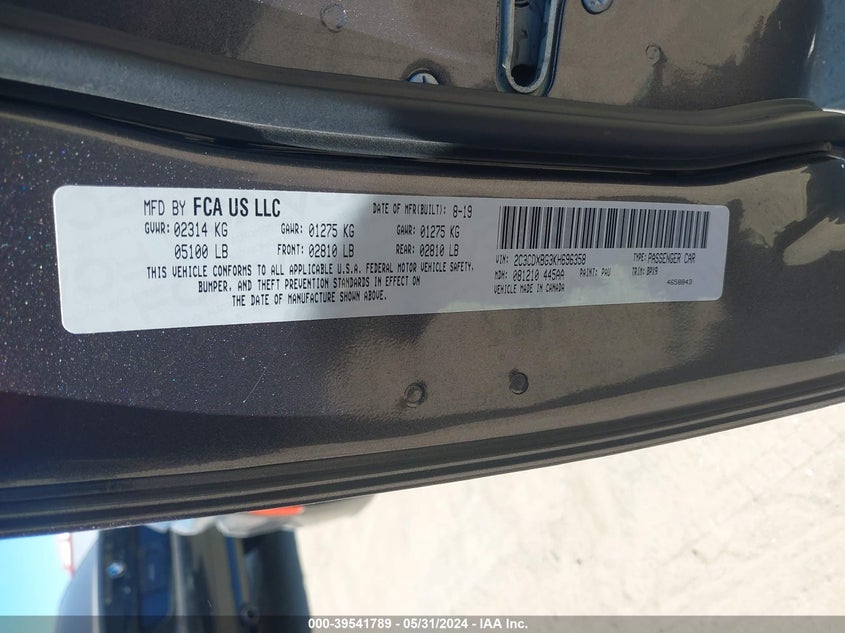 MFD BY FCA US LLC
DATE OF MFR(BUILT): 8-19
GVWR: 02314 KG GAWR: 01275 KG GAWR: 01275 KG
05100 LB FRONT: 02810 LB REAR: 02810 LB
THIS VEHICLE CONFORMS TO ALL APPLICABLE U.S.A. FEDERAL MOTOR VEHICLE SAFETY,
BUMPER, AND THEFT PREVENTION STANDARDS IN EFFECT ON
THE DATE OF MANUFACTURE SHOWN ABOVE.
VIN: 2C3CDXBG3KH696358 TYPE: PASSENGER CAR
MDH: 081210 445AA PAINT: PAU TRIM: BPX9
VEHICLE MADE IN CANADA 4658843
000-39541789 - 05/31/2024 - IAA Inc.